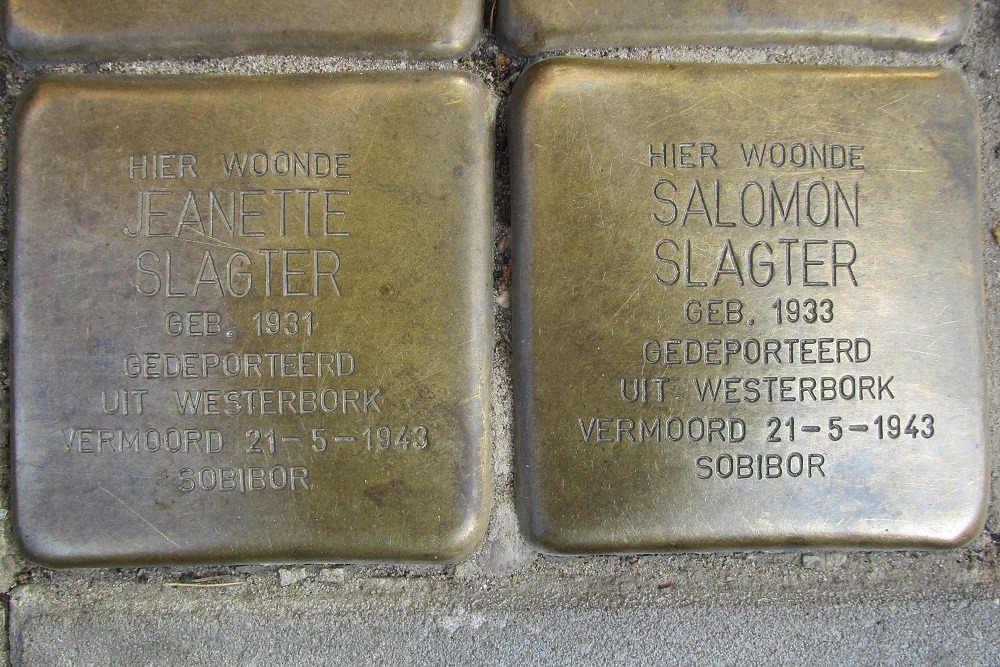 HIER WOONDE
JEANETTE
SLAGTER
GEB. 1931
GEDEPORTEERD
UIT WESTERBORK
VERMOORD 21-5-1943
SOBIBOR
HIER WOONDE
SALOMON
SLAGTER
GEB. 1933
GEDEPORTEERD
UIT WESTERBORK
VERMOORD 21-5-1943
SOBIBOR